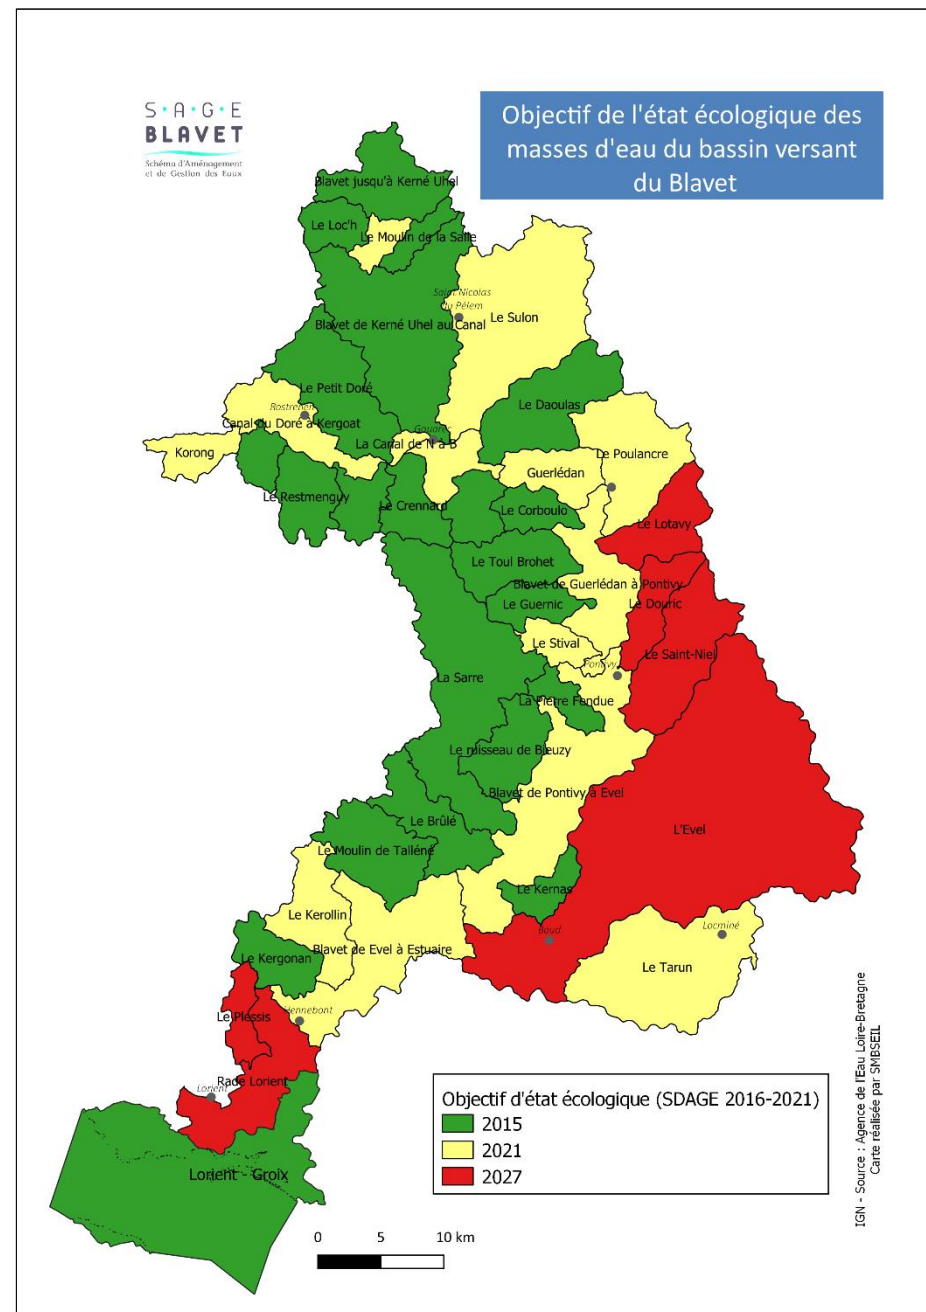 S·A·G·E
BLAVET
Schéma d'Aménagement
et de Gestion des Eaux
Objectif de l'état écologique des
masses d'eau du bassin versant
du Blavet
Blavet jusqu'à Kerné Uhel
Le Loc'h
Le Moulin de la Salle
Saint Nicolas
du Pélem
Blavet de Kerné Uhel au Canal
Le Sulon
Le Petit Doré
Le Daoulas
Rostrenen
Canal du Doré à Kergoat
Gouarec
La Canal de N à B
Korong
Le Poulancre
Guerlédan
Le Restmenguy
Le Crennard
Le Corboulo
Le Lotavy
Le Toul Brohet
Blavet de Guerlédan à Pontivy
Le Guernic
Le Douric
Le Stival
Le Saint-Niel
Pontivy
La Sarre
La Pierre Fendue
Le ruisseau de Bieuzy
Blavet de Pontivy à Evel
Le Brûlé
L'Evel
Le Moulin de Talléné
Le Kernas
Le Kerollin
Locminé
Baud
Blavet de Evel à Estuaire
Le Kergonan
Le Tarun
Hennebont
Le Plessis
Rade Lorient
Lorient
Lorient - Groix
Objectif d'état écologique (SDAGE 2016-2021)
2015
2021
2027
0 5 10 km
IGN - Source : Agence de l'Eau Loire-Bretagne
Carte réalisée par SMBSEIL